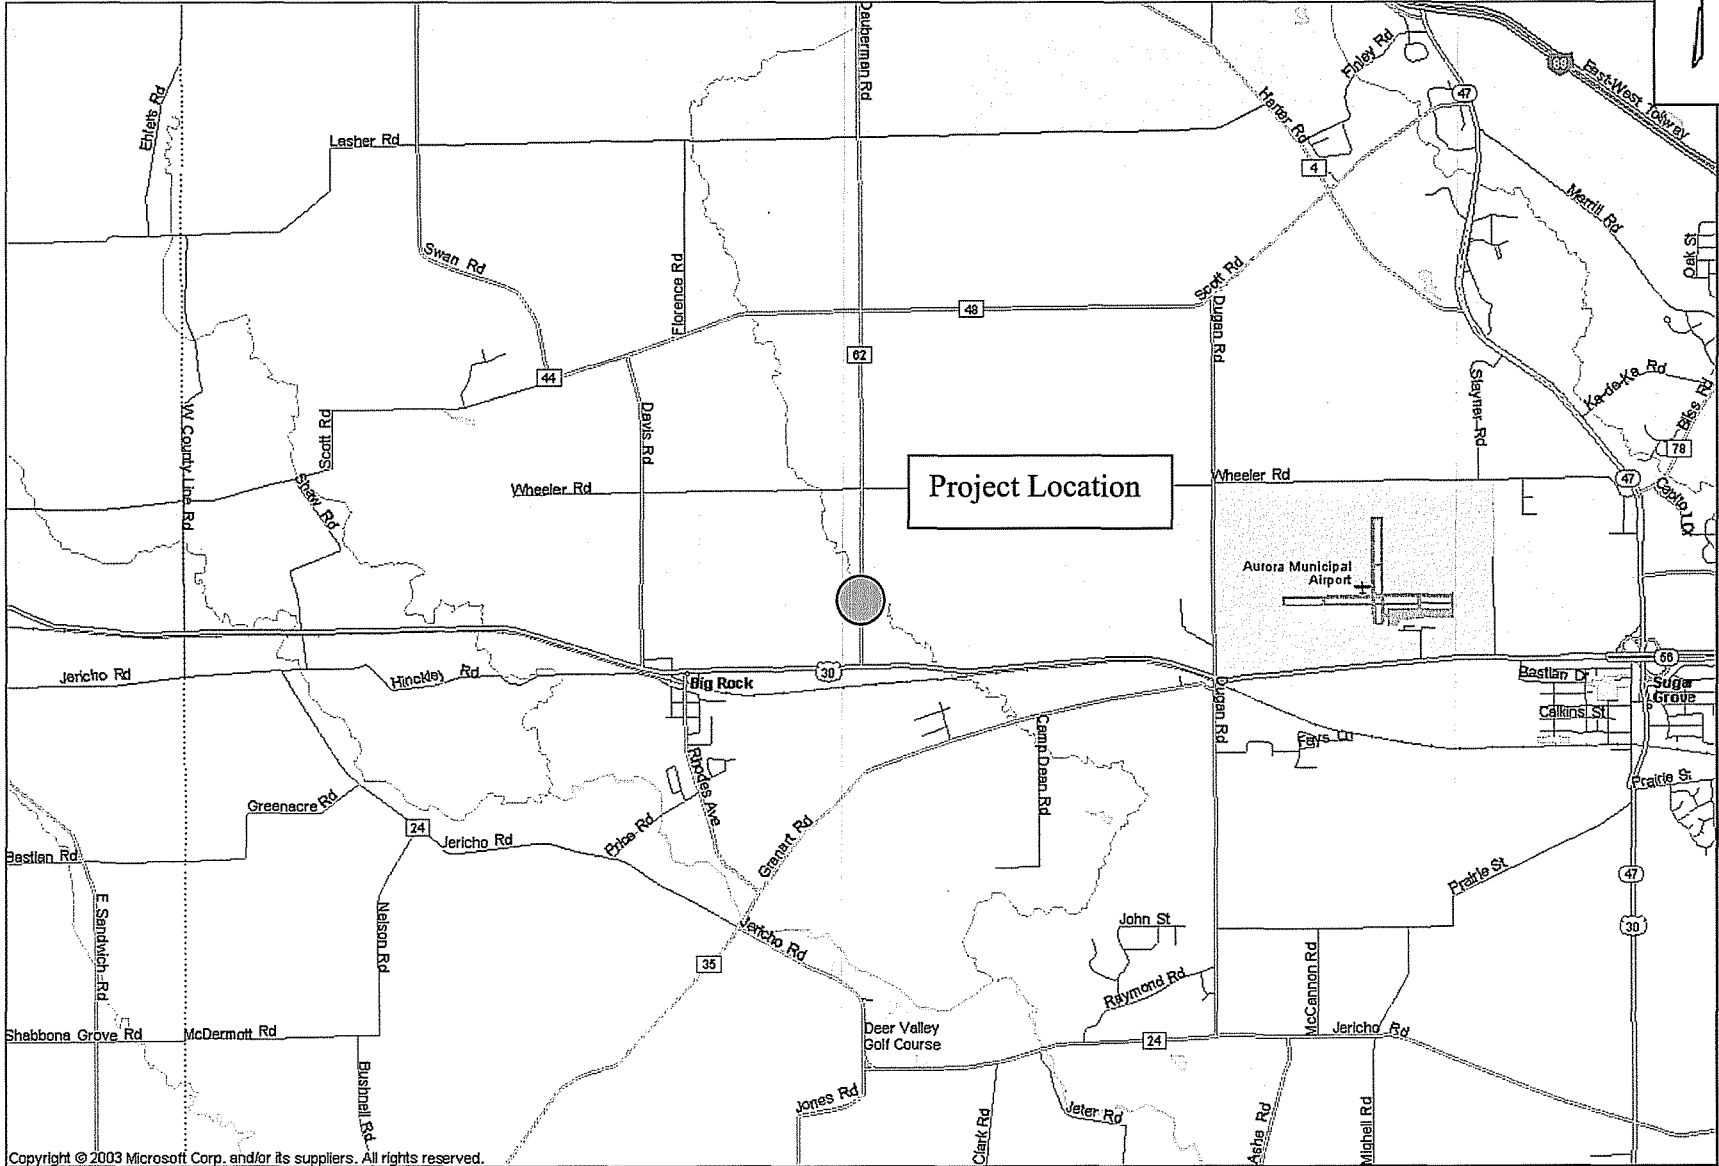 Dauberman Rd
Ehlers Rd
Lasher Rd
Finley Rd
Harter Rd
47
89
East-West Tollway
4
Merrill Rd
Oak St
Swan Rd
Florence Rd
Scott Rd
48
Dugan Rd
62
44
Slayner Rd
Ka-de-Ka Rd
Bliss Rd
78
W County Line Rd
Scott Rd
Davis Rd
Shaw Rd
Wheeler Rd
Project Location
Wheeler Rd
47
Aurora Municipal
Airport
Jericho Rd
Hinckley Rd
Big Rock
30
56
Bastian Dr
Sugar
Grove
Calkins St
Dugan Rd
Fays Ln
Camp Dean Rd
Prairie St
Rhodes Ave
Greenacre Rd
24
Jericho Rd
Price Rd
Granart Rd
Bastian Rd
E Sandwich Rd
Nelson Rd
Prairie St
47
30
John St
Jericho Rd
35
Raymond Rd
McCannon Rd
Shabbona Grove Rd
McDermott Rd
Deer Valley
Golf Course
24
Jericho Rd
Bushnell Rd
Jones Rd
Clark Rd
Jeter Rd
Ashe Rd
Mighell Rd
Copyright © 2003 Microsoft Corp. and/or its suppliers. All rights reserved.